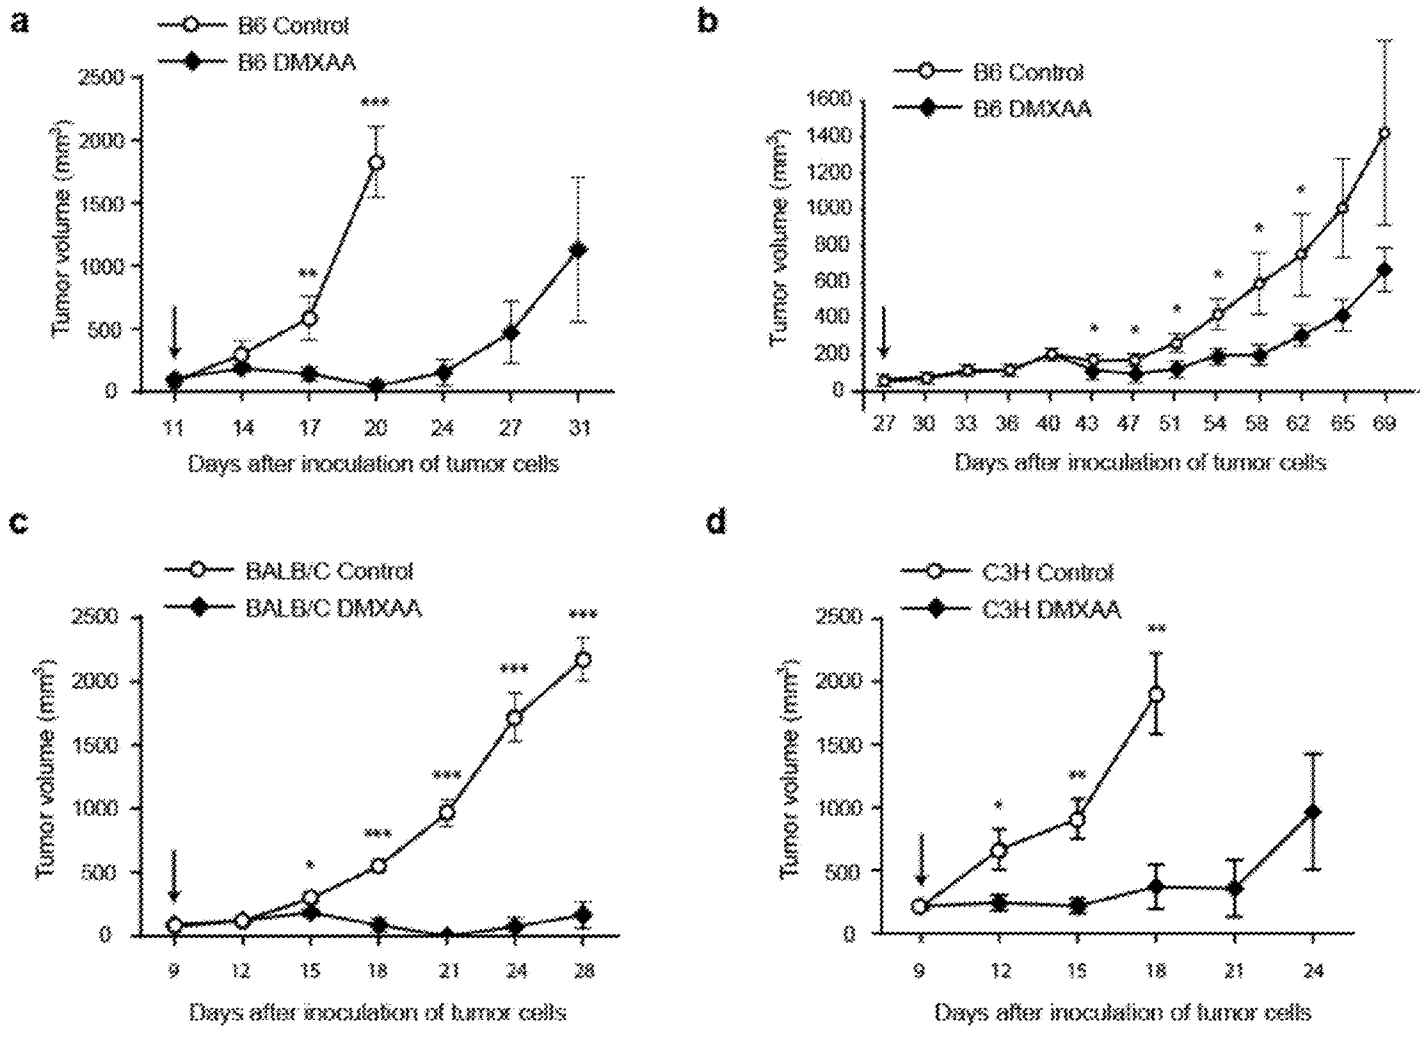 a
B6 Control
B6 DMXAA
2500
2000
1500
1000
500
0
Tumor volume (mm³)
**
***
11 14 17 20 24 27 31
Days after inoculation of tumor cells
b
B6 Control
B6 DMXAA
1600
1400
1200
1000
800
600
400
200
0
Tumor volume (mm³)
* * * * * *
27 30 33 36 40 43 47 51 54 58 62 65 69
Days after inoculation of tumor cells
c
BALB/C Control
BALB/C DMXAA
2500
2000
1500
1000
500
0
Tumor volume (mm³)
* *** *** *** ***
9 12 15 18 21 24 28
Days after inoculation of tumor cells
d
C3H Control
C3H DMXAA
2500
2000
1500
1000
500
0
Tumor volume (mm³)
* ** **
9 12 15 18 21 24
Days after inoculation of tumor cells